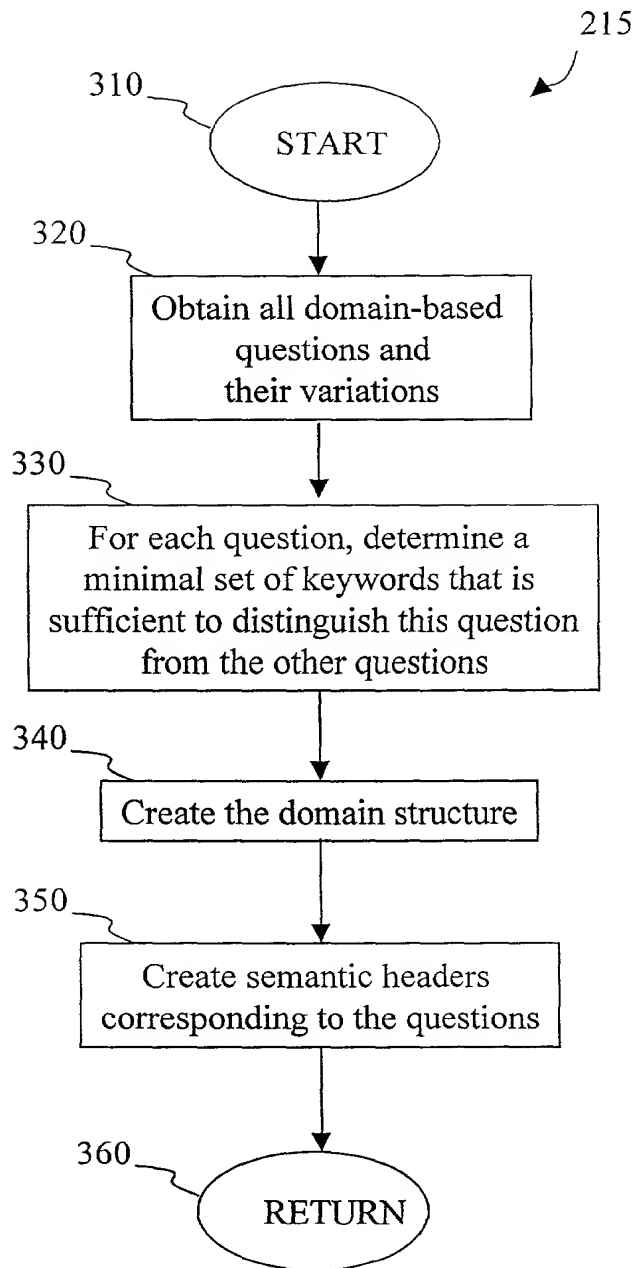 215
310
START
320
Obtain all domain-based
questions and
their variations
330
For each question, determine a
minimal set of keywords that is
sufficient to distinguish this question
from the other questions
340
Create the domain structure
350
Create semantic headers
corresponding to the questions
360
RETURN